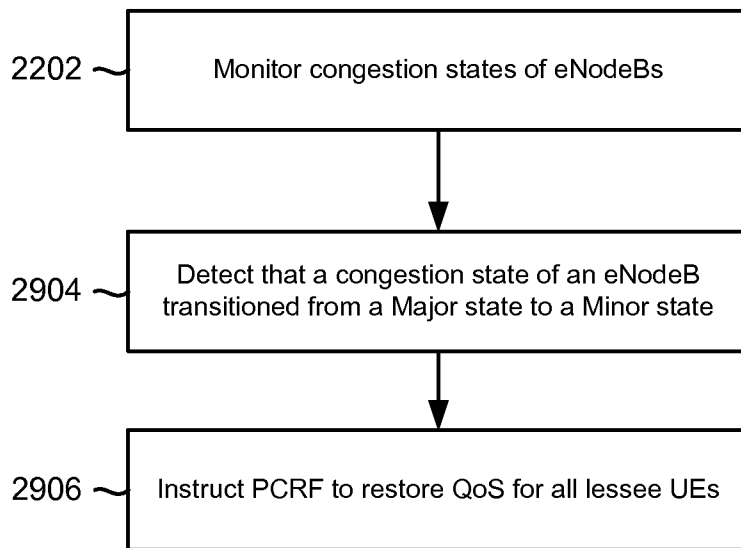 2202 Monitor congestion states of eNodeBs
2904 Detect that a congestion state of an eNodeB
transitioned from a Major state to a Minor state
2906 Instruct PCRF to restore QoS for all lessee UEs